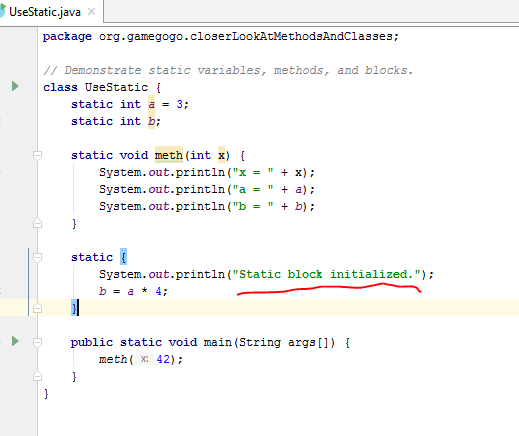 UseStatic.java ×
package org.gamegogo.closerLookAtMethodsAndClasses;
// Demonstrate static variables, methods, and blocks.
class UseStatic {
static int a = 3;
static int b;
static void meth(int x) {
System.out.println("x = " + x);
System.out.println("a = " + a);
System.out.println("b = " + b);
}
static {
System.out.println("Static block initialized.");
b = a * 4;
}
public static void main(String args[]) {
meth( x: 42);
}
}